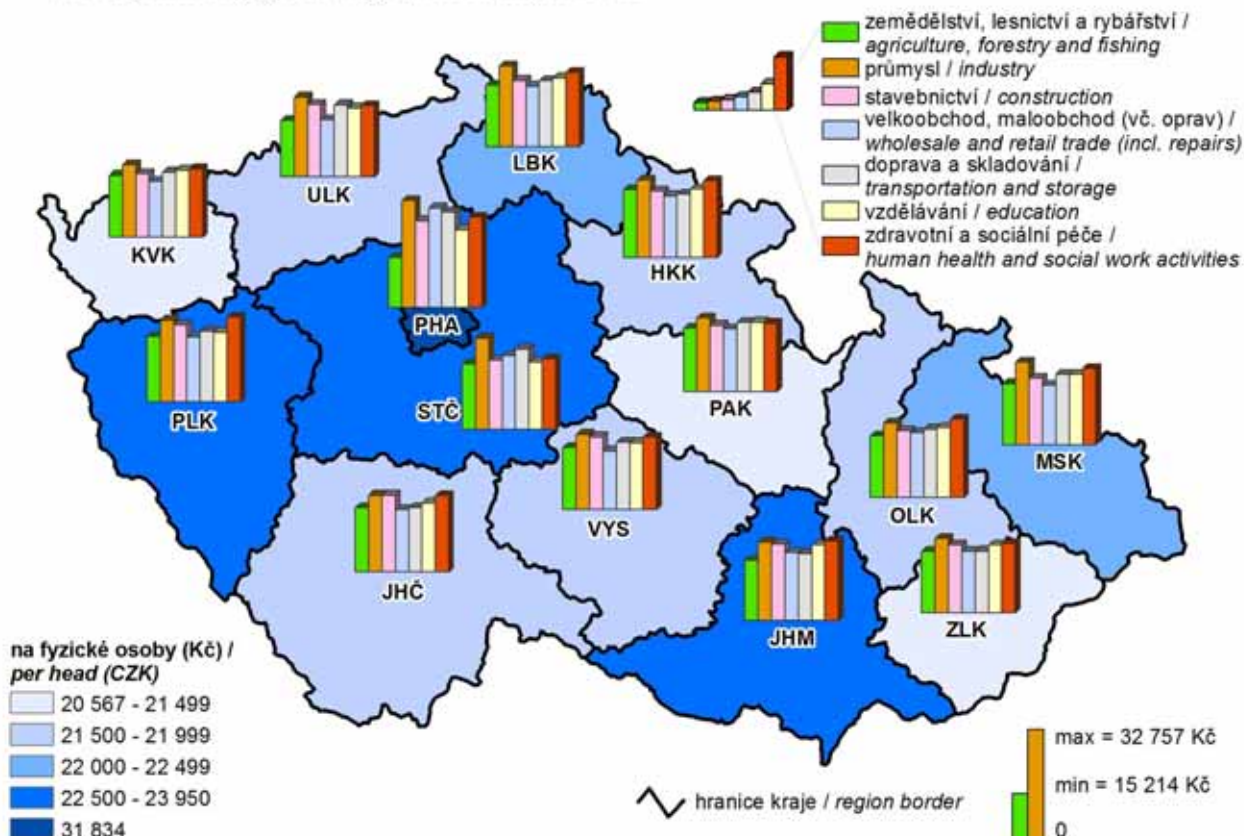 zemědělství, lesnictví a rybářství /
agriculture, forestry and fishing
průmysl / industry
stavebnictví / construction
velkoobchod, maloobchod (vč. oprav) /
wholesale and retail trade (incl. repairs)
doprava a skladování /
transportation and storage
vzdělávání / education
zdravotní a sociální péče /
human health and social work activities
LBK
ULK
KVK
HKK
PHA
PLK
STČ
PAK
MSK
OLK
VYS
JHČ
JHM
ZLK
na fyzické osoby (Kč) /
per head (CZK)
20 567 - 21 499
21 500 - 21 999
22 000 - 22 499
22 500 - 23 950
31 834
hranice kraje / region border
max = 32 757 Kč
min = 15 214 Kč
0